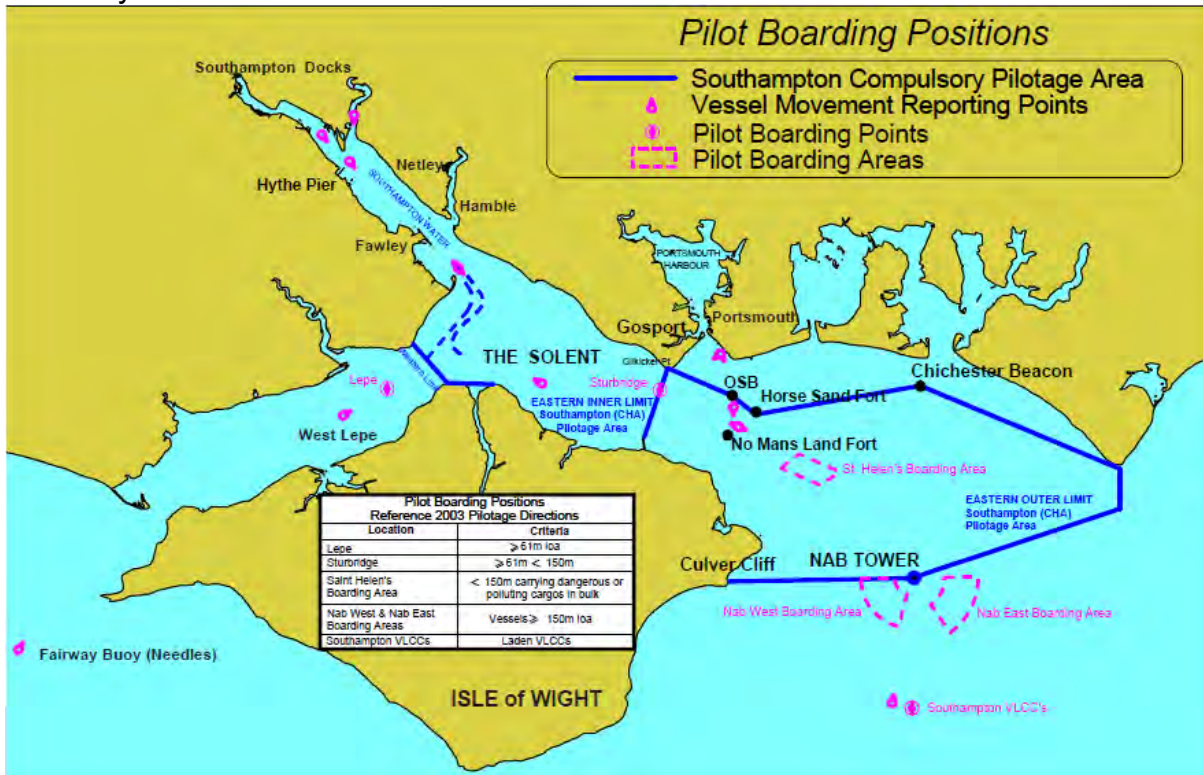 Pilot Boarding Positions
Southampton Compulsory Pilotage Area
Vessel Movement Reporting Points
Pilot Boarding Points
Pilot Boarding Areas
Southampton Docks
Netley
Hythe Pier
SOUTHAMPTON WATER
Hamble
Fawley
PORTSMOUTH
HARBOUR
Gosport
Portsmouth
Gilkicker Pt.
THE SOLENT
Western Limit
Lepe
West Lepe
Sturbridge
EASTERN INNER LIMIT
Southampton (CHA)
Pilotage Area
OSB
Horse Sand Fort
Chichester Beacon
No Mans Land Fort
St. Helen's Boarding Area
EASTERN OUTER LIMIT
Southampton (CHA)
Pilotage Area
Culver Cliff
NAB TOWER
Nab West Boarding Area
Nab East Boarding Area
Pilot Boarding Positions
Reference 2003 Pilotage Directions
Location Criteria
Lepe ⩾61m loa
Sturbridge ⩾61m < 150m
Saint Helen's
Boarding Area
< 150m carrying dangerous or
polluting cargos in bulk
Nab West & Nab East
Boarding Areas
Vessels⩾ 150m loa
Southampton VLCCs Laden VLCCs
Fairway Buoy (Needles)
ISLE of WIGHT
Southampton VLCC's